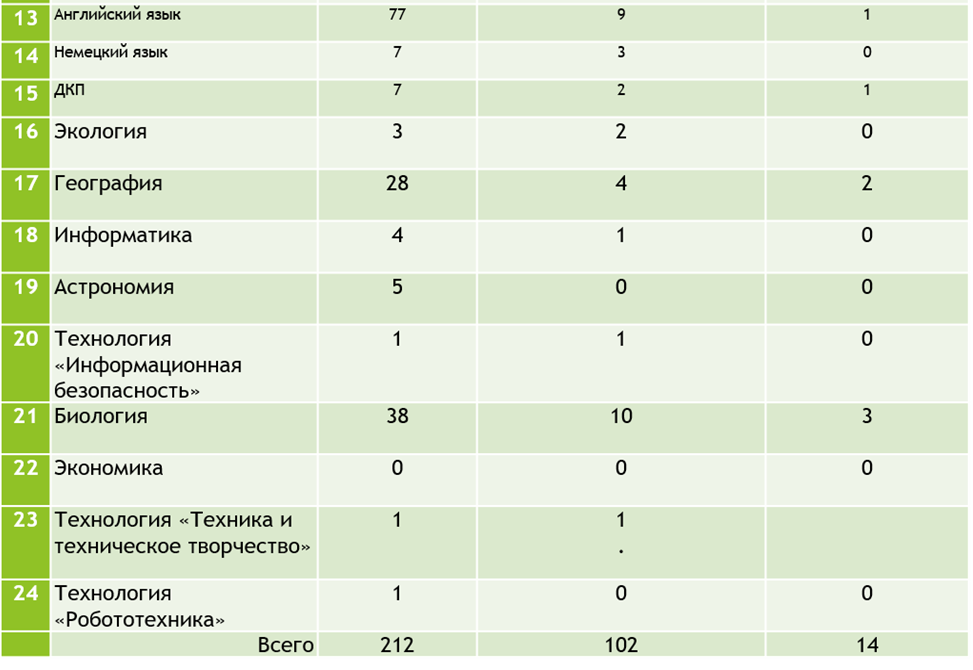 13 Английский язык 77 9 1
14 Немецкий язык 7 3 0
15 ДКП 7 2 1
16 Экология 3 2 0
17 География 28 4 2
18 Информатика 4 1 0
19 Астрономия 5 0 0
20 Технология 1 1 0
«Информационная
безопасность»
21 Биология 38 10 3
22 Экономика 0 0 0
23 Технология «Техника и 1 1
техническое творчество» .
24 Технология 1 0 0
«Робототехника»
Всего 212 102 14